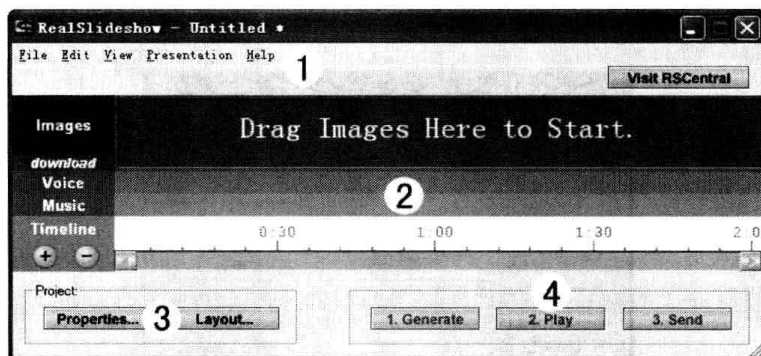 RealSlideshow - Untitled *
File Edit View Presentation Help
1
Visit RSCentral
Images
Drag Images Here to Start.
download
Voice
2
Music
Timeline
0:30 1:00 1:30 2:0
+ -
Project:
4
Properties... 3 Layout... 1. Generate 2. Play 3. Send